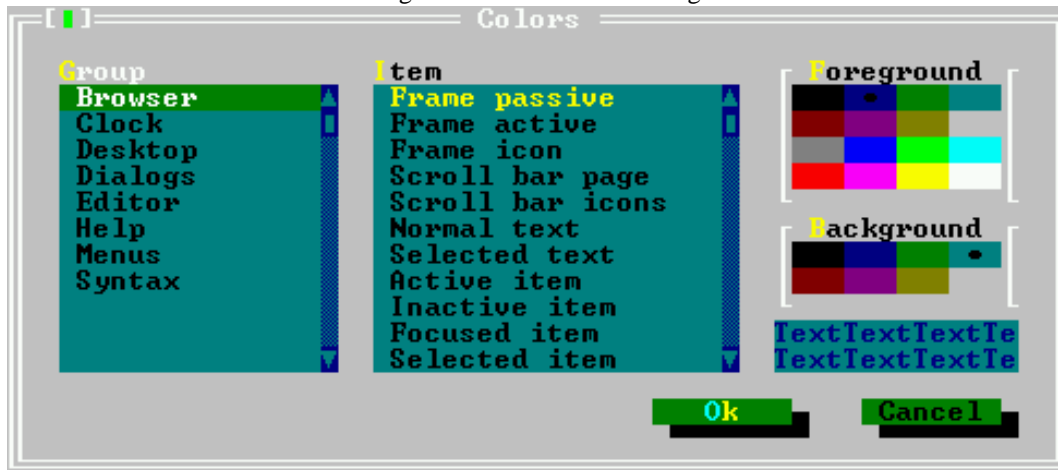 Colors
Group
Browser
Clock
Desktop
Dialogs
Editor
Help
Menus
Syntax
Item
Frame passive
Frame active
Frame icon
Scroll bar page
Scroll bar icons
Normal text
Selected text
Active item
Inactive item
Focused item
Selected item
Foreground
Background
TextTextTextTe
TextTextTextTe
Ok
Cancel